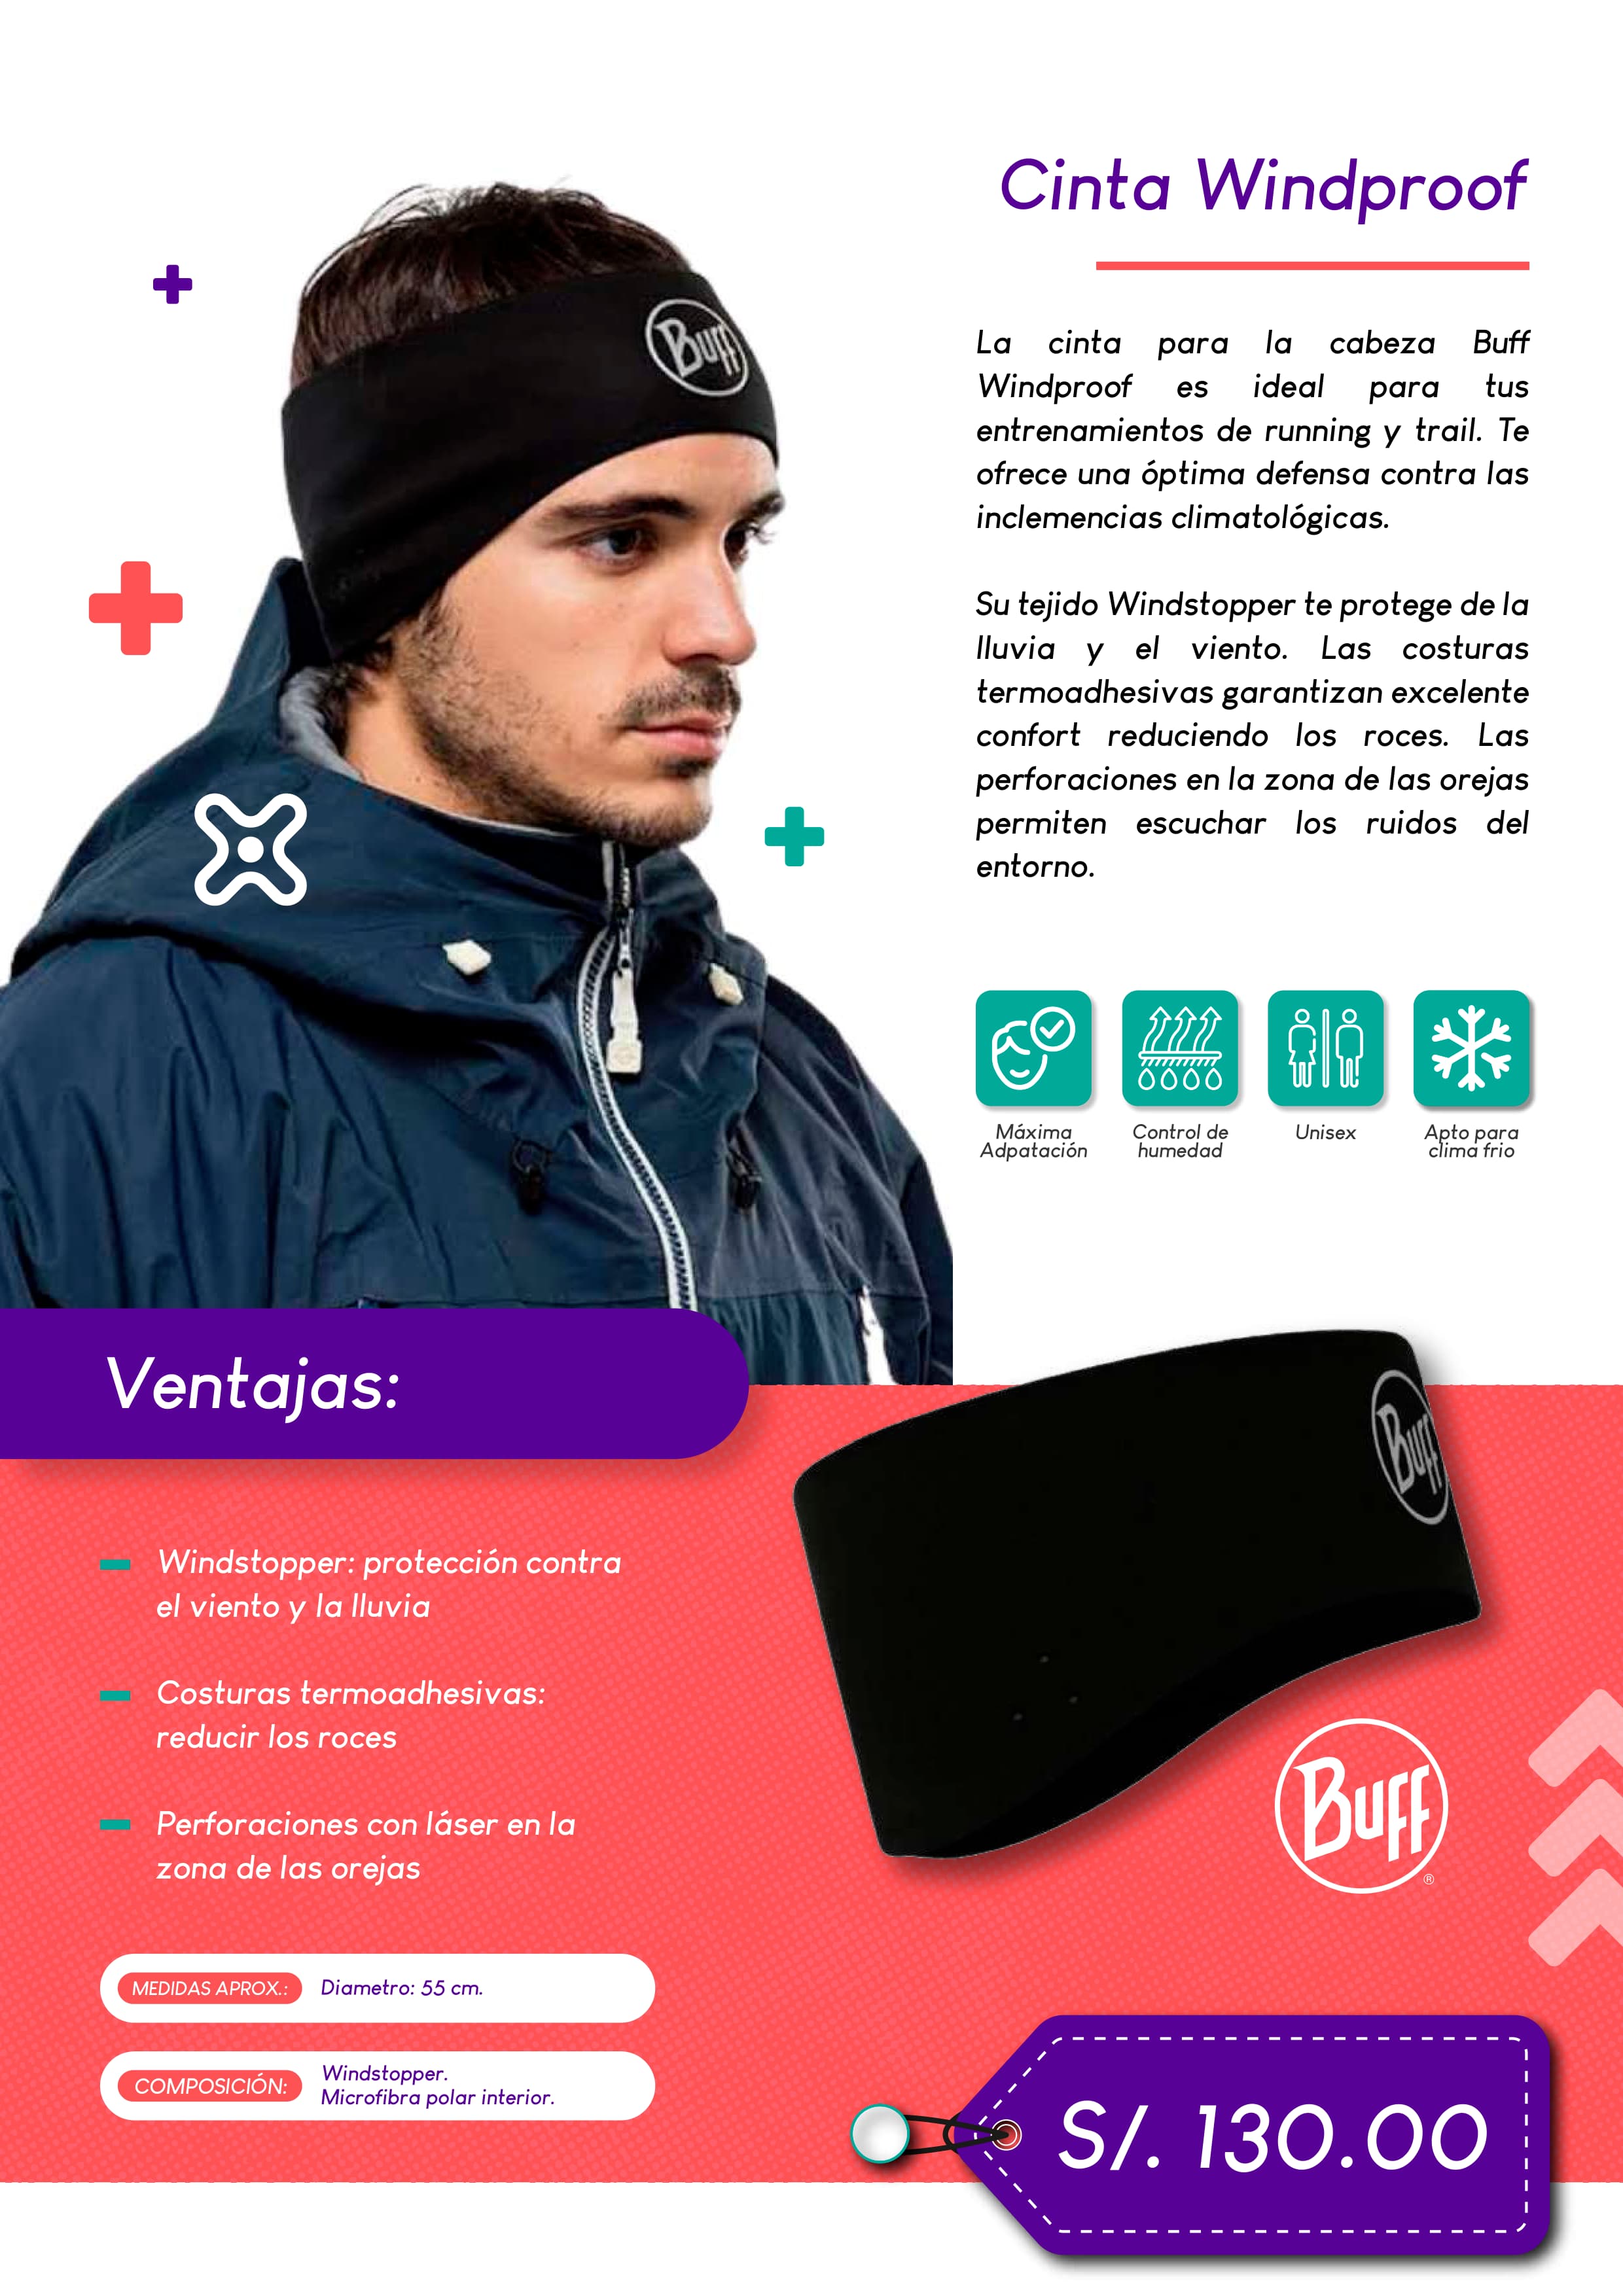 Cinta Windproof
Buff
La cinta para la cabeza Buff
Windproof es ideal para tus
entrenamientos de running y trail. Te
ofrece una óptima defensa contra las
inclemencias climatológicas.
Su tejido Windstopper te protege de la
lluvia y el viento. Las costuras
termoadhesivas garantizan excelente
confort reduciendo los roces. Las
perforaciones en la zona de las orejas
permiten escuchar los ruidos del
entorno.
Máxima
Adpatación
Control de
humedad
Unisex
Apto para
clima frio
Ventajas:
Buff
Windstopper: protección contra
el viento y la lluvia
Costuras termoadhesivas:
reducir los roces
Perforaciones con láser en la
zona de las orejas
Buff
®
MEDIDAS APROX.: Diametro: 55 cm.
COMPOSICIÓN: Windstopper.
Microfibra polar interior.
S/. 130.00